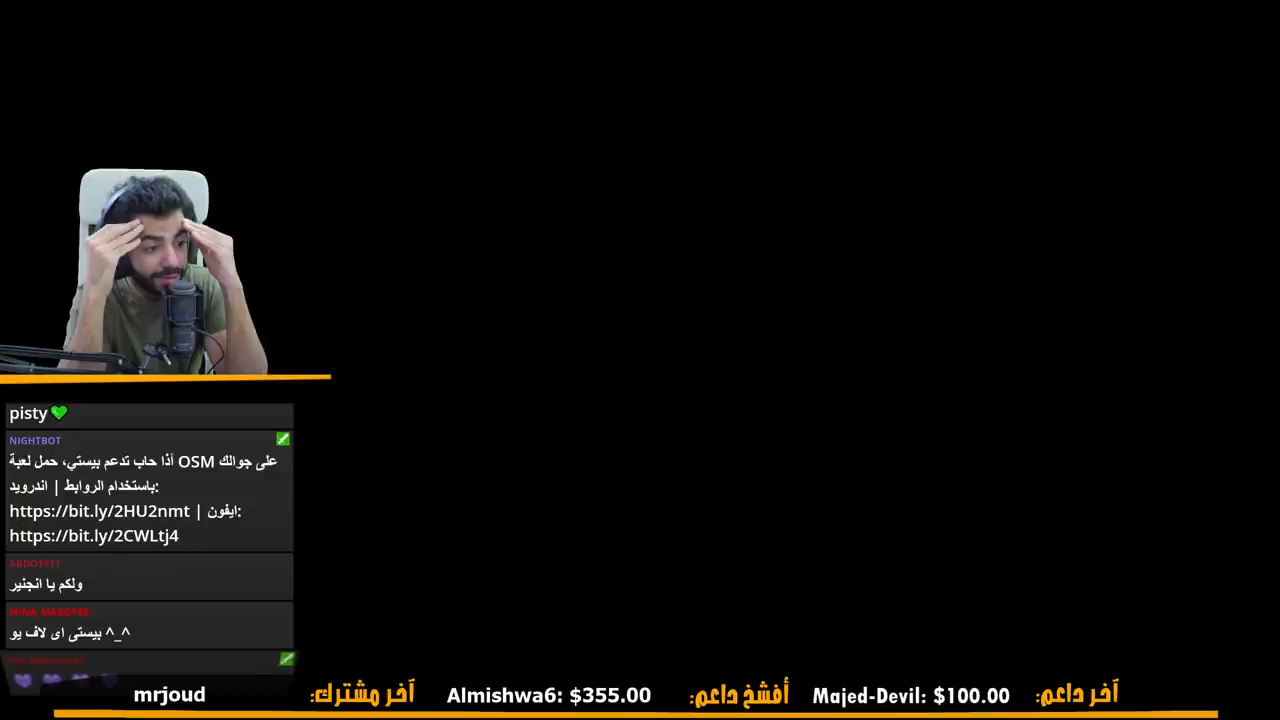 pisty💚
NIGHTBOT
أذا حاب تدعم بيستي، حمل لعبة OSM على جوالك
باستخدام الروابط | اندرويد:
https://bit.ly/2HU2nmt | ايفون:
https://bit.ly/2CWLtj4
ABDO1911
ولكم يا انجنير
MINA_MAGDY88
بيستى اى لاف يو ^_^
mrjoud
آخر مشترك:
Almishwa6: $355.00
أفشخ داعم:
Majed-Devil: $100.00
آخر داعم: